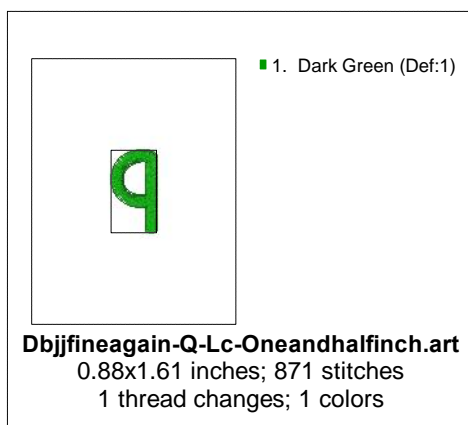 1. Dark Green (Def:1)
q
Dbjjfineagain-Q-Lc-Oneandhalfinch.art
0.88x1.61 inches; 871 stitches
1 thread changes; 1 colors